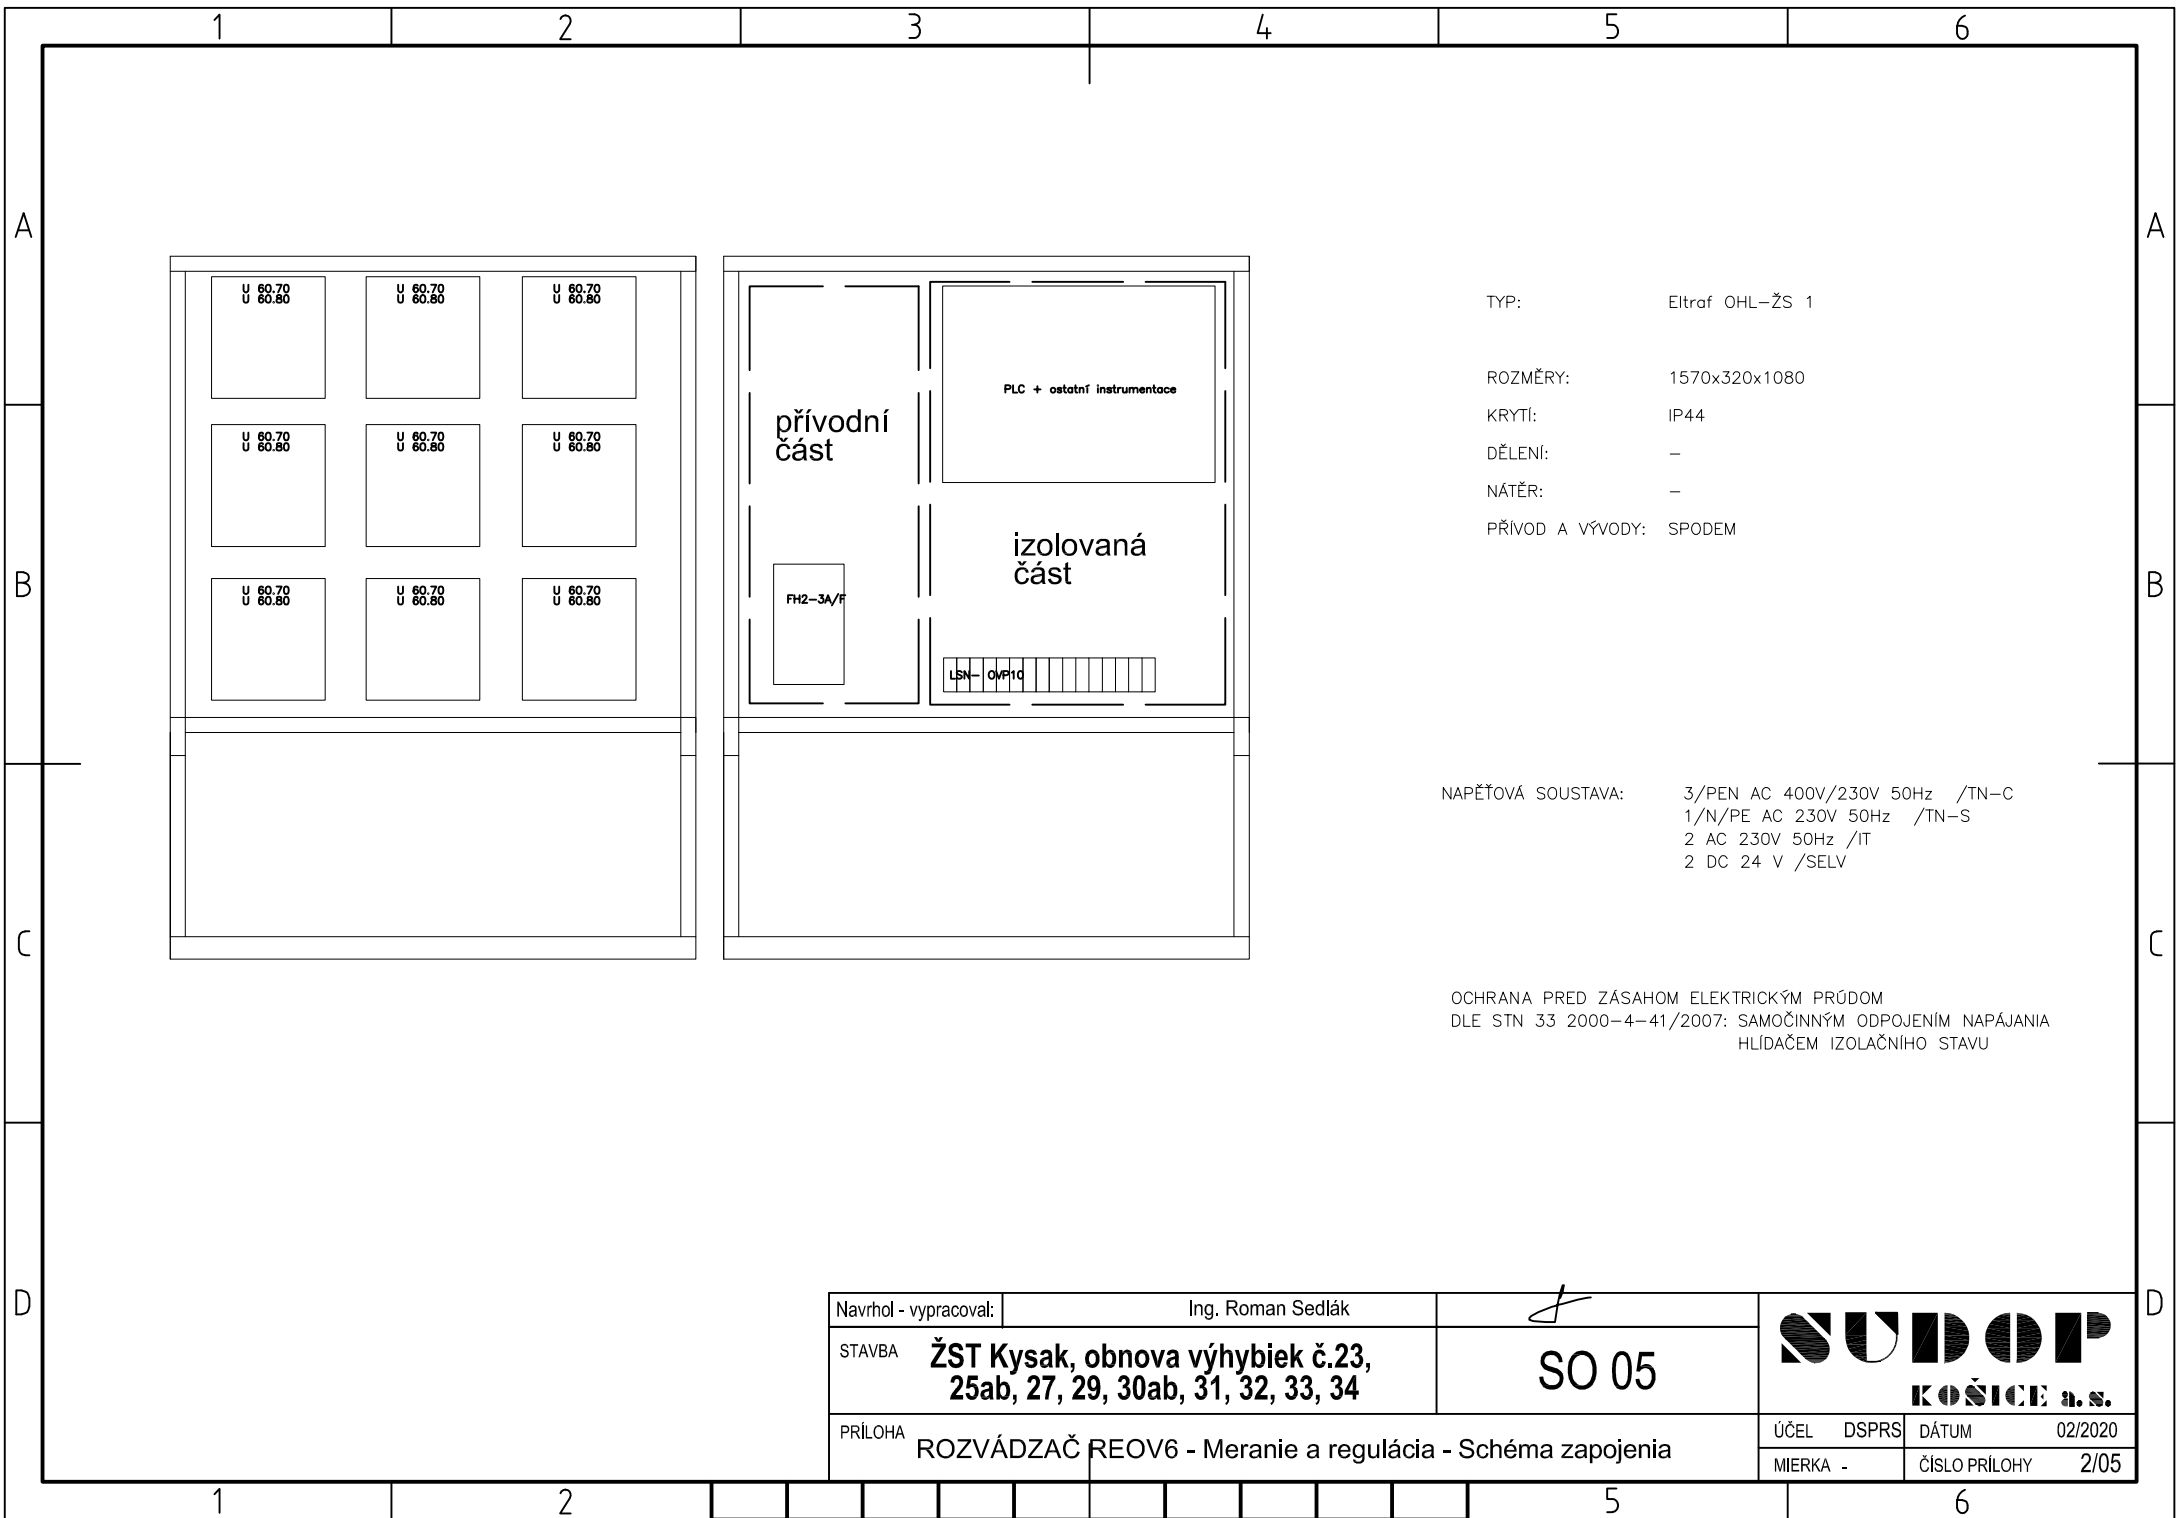 1 2 3 4 5 6
A A
B B
C C
D D
U 60.70 U 60.70 U 60.70
U 60.80 U 60.80 U 60.80
U 60.70 U 60.70 U 60.70
U 60.80 U 60.80 U 60.80
U 60.70 U 60.70 U 60.70
U 60.80 U 60.80 U 60.80
přívodní
část
FH2-3A/F
PLC + ostatní instrumentace
izolovaná
část
LSN- OVP10
TYP: Eltraf OHL-ŽS 1
ROZMĚRY: 1570x320x1080
KRYTÍ: IP44
DĚLENÍ: -
NÁTĚR: -
PŘÍVOD A VÝVODY: SPODEM
NAPĚŤOVÁ SOUSTAVA: 3/PEN AC 400V/230V 50Hz /TN-C
1/N/PE AC 230V 50Hz /TN-S
2 AC 230V 50Hz /IT
2 DC 24 V /SELV
OCHRANA PRED ZÁSAHOM ELEKTRICKÝM PRÚDOM
DLE STN 33 2000-4-41/2007: SAMOČINNÝM ODPOJENÍM NAPÁJANIA
HLÍDAČEM IZOLAČNÍHO STAVU
Navrhol - vypracoval: Ing. Roman Sedlák
STAVBA ŽST Kysak, obnova výhybiek č.23,
25ab, 27, 29, 30ab, 31, 32, 33, 34
SO 05
PRÍLOHA ROZVÁDZAČ REOV6 - Meranie a regulácia - Schéma zapojenia
SUDOP
KOŠICE a. s.
ÚČEL DSPRS DÁTUM 02/2020
MIERKA - ČÍSLO PRÍLOHY 2/05
1 2 5 6